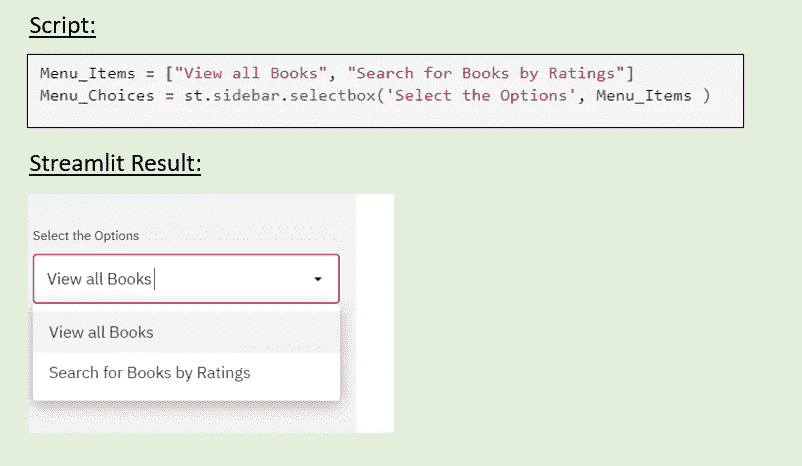 Script:
Menu_Items = ["View all Books", "Search for Books by Ratings"]
Menu_Choices = st.sidebar.selectbox('Select the Options', Menu_Items )
Streamlit Result:
Select the Options
View all Books
View all Books
Search for Books by Ratings